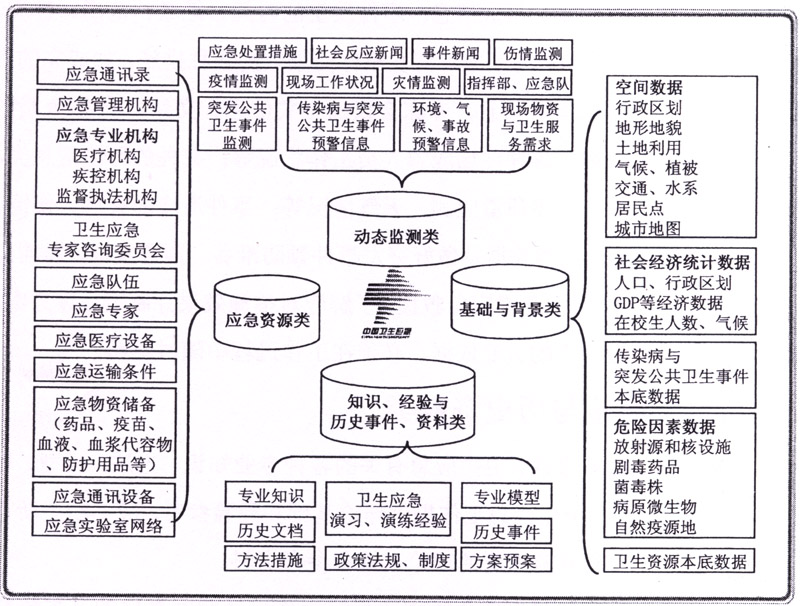 应急处置措施 社会反应新闻 事件新闻 伤情监测
疫情监测 现场工作状况 灾情监测 指挥部、应急队
突发公共
卫生事件
监测
传染病与突发
公共卫生事件
预警信息
环境、气
候、事故
预警信息
现场物资
与卫生服
务需求
动态监测类
应急通讯录
应急管理机构
应急专业机构
医疗机构
疾控机构
监督执法机构
卫生应急
专家咨询委员会
应急队伍
应急专家
应急医疗设备
应急运输条件
应急物资储备
（药品、疫苗、
血液、血浆代容物
、防护用品等）
应急通讯设备
应急实验室网络
应急资源类
中国卫生应急
基础与背景类
空间数据
行政区划
地形地貌
土地利用
气候、植被
交通、水系
居民点
城市地图
社会经济统计数据
人口、行政区划
GDP等经济数据
在校生人数、气候
传染病与
突发公共卫生事件
本底数据
危险因素数据
放射源和核设施
剧毒药品
菌毒株
病原微生物
自然疫源地
卫生资源本底数据
知识、经验与
历史事件、资料类
专业知识
历史文档
方法措施
卫生应急
演习、演练经验
政策法规、制度
专业模型
历史事件
方案预案